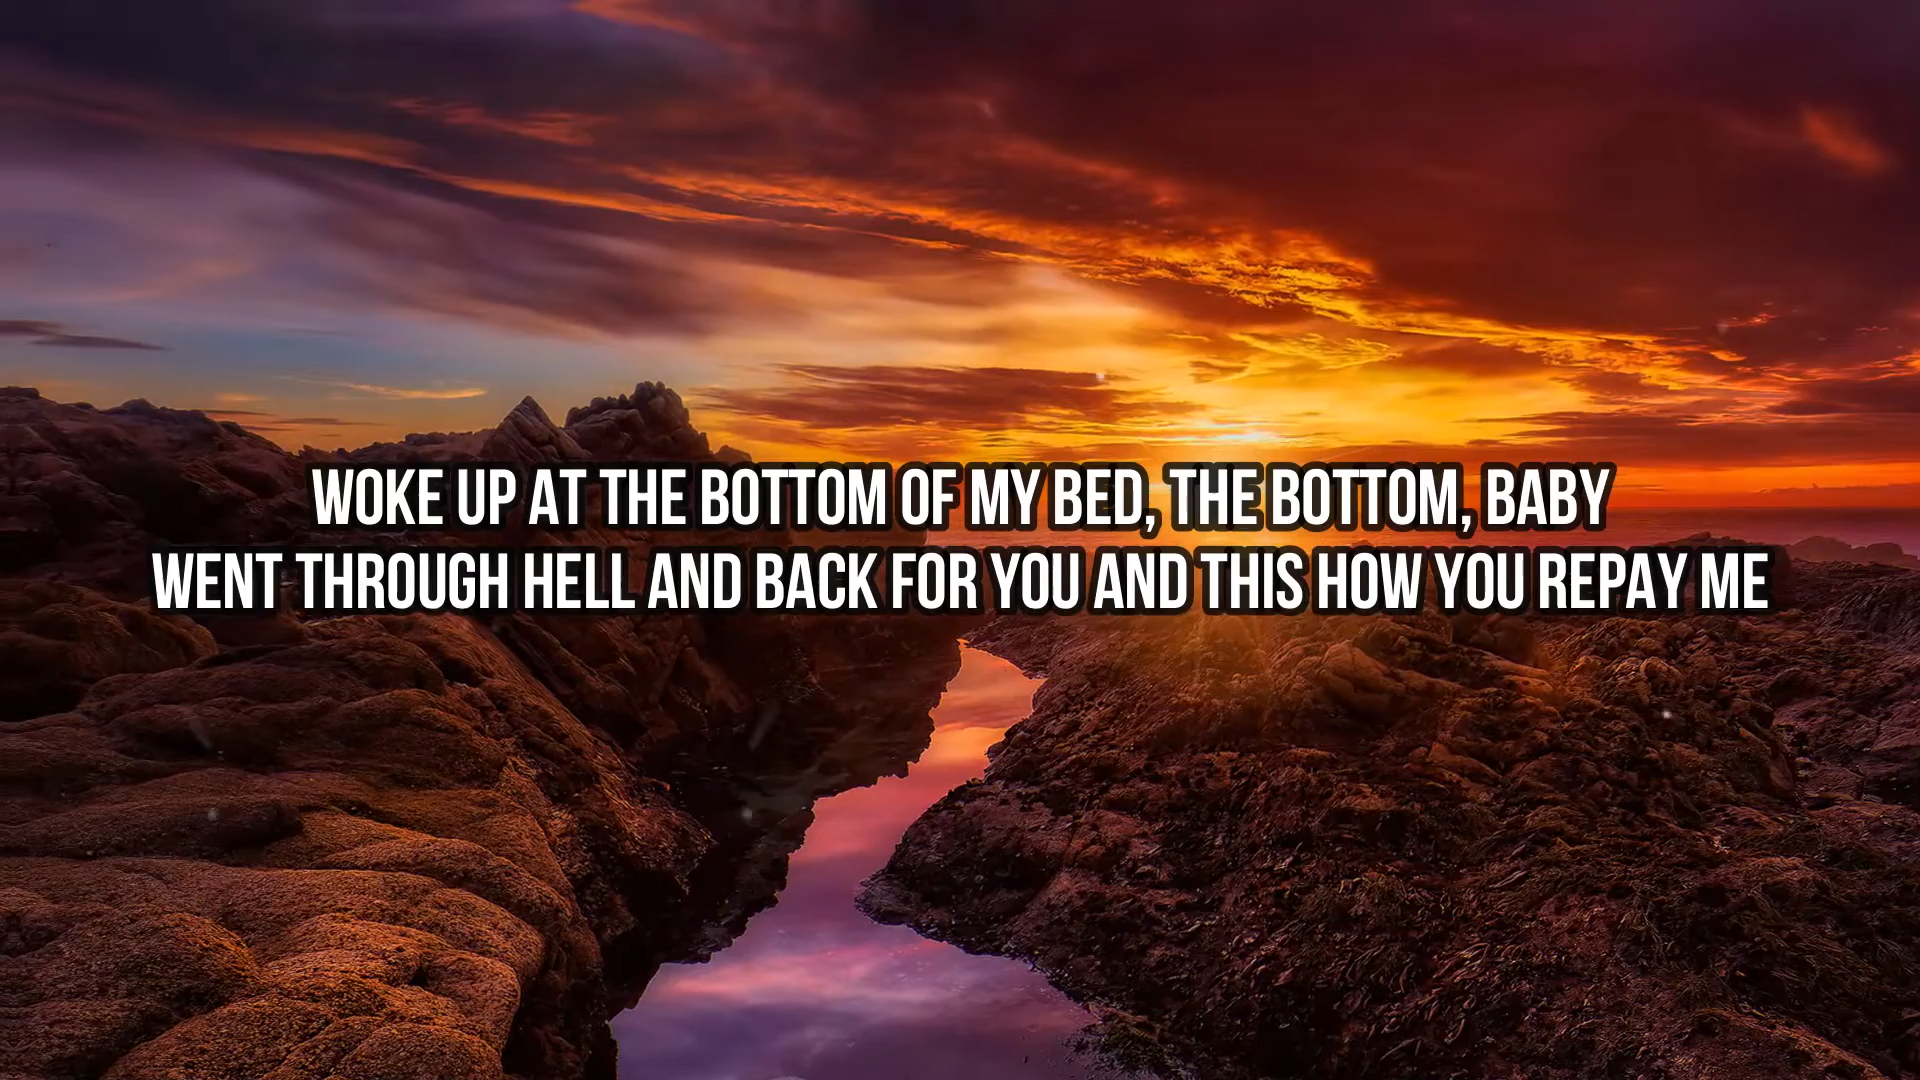 WOKE UP AT THE BOTTOM OF MY BED, THE BOTTOM, BABY
WENT THROUGH HELL AND BACK FOR YOU AND THIS HOW YOU REPAY ME